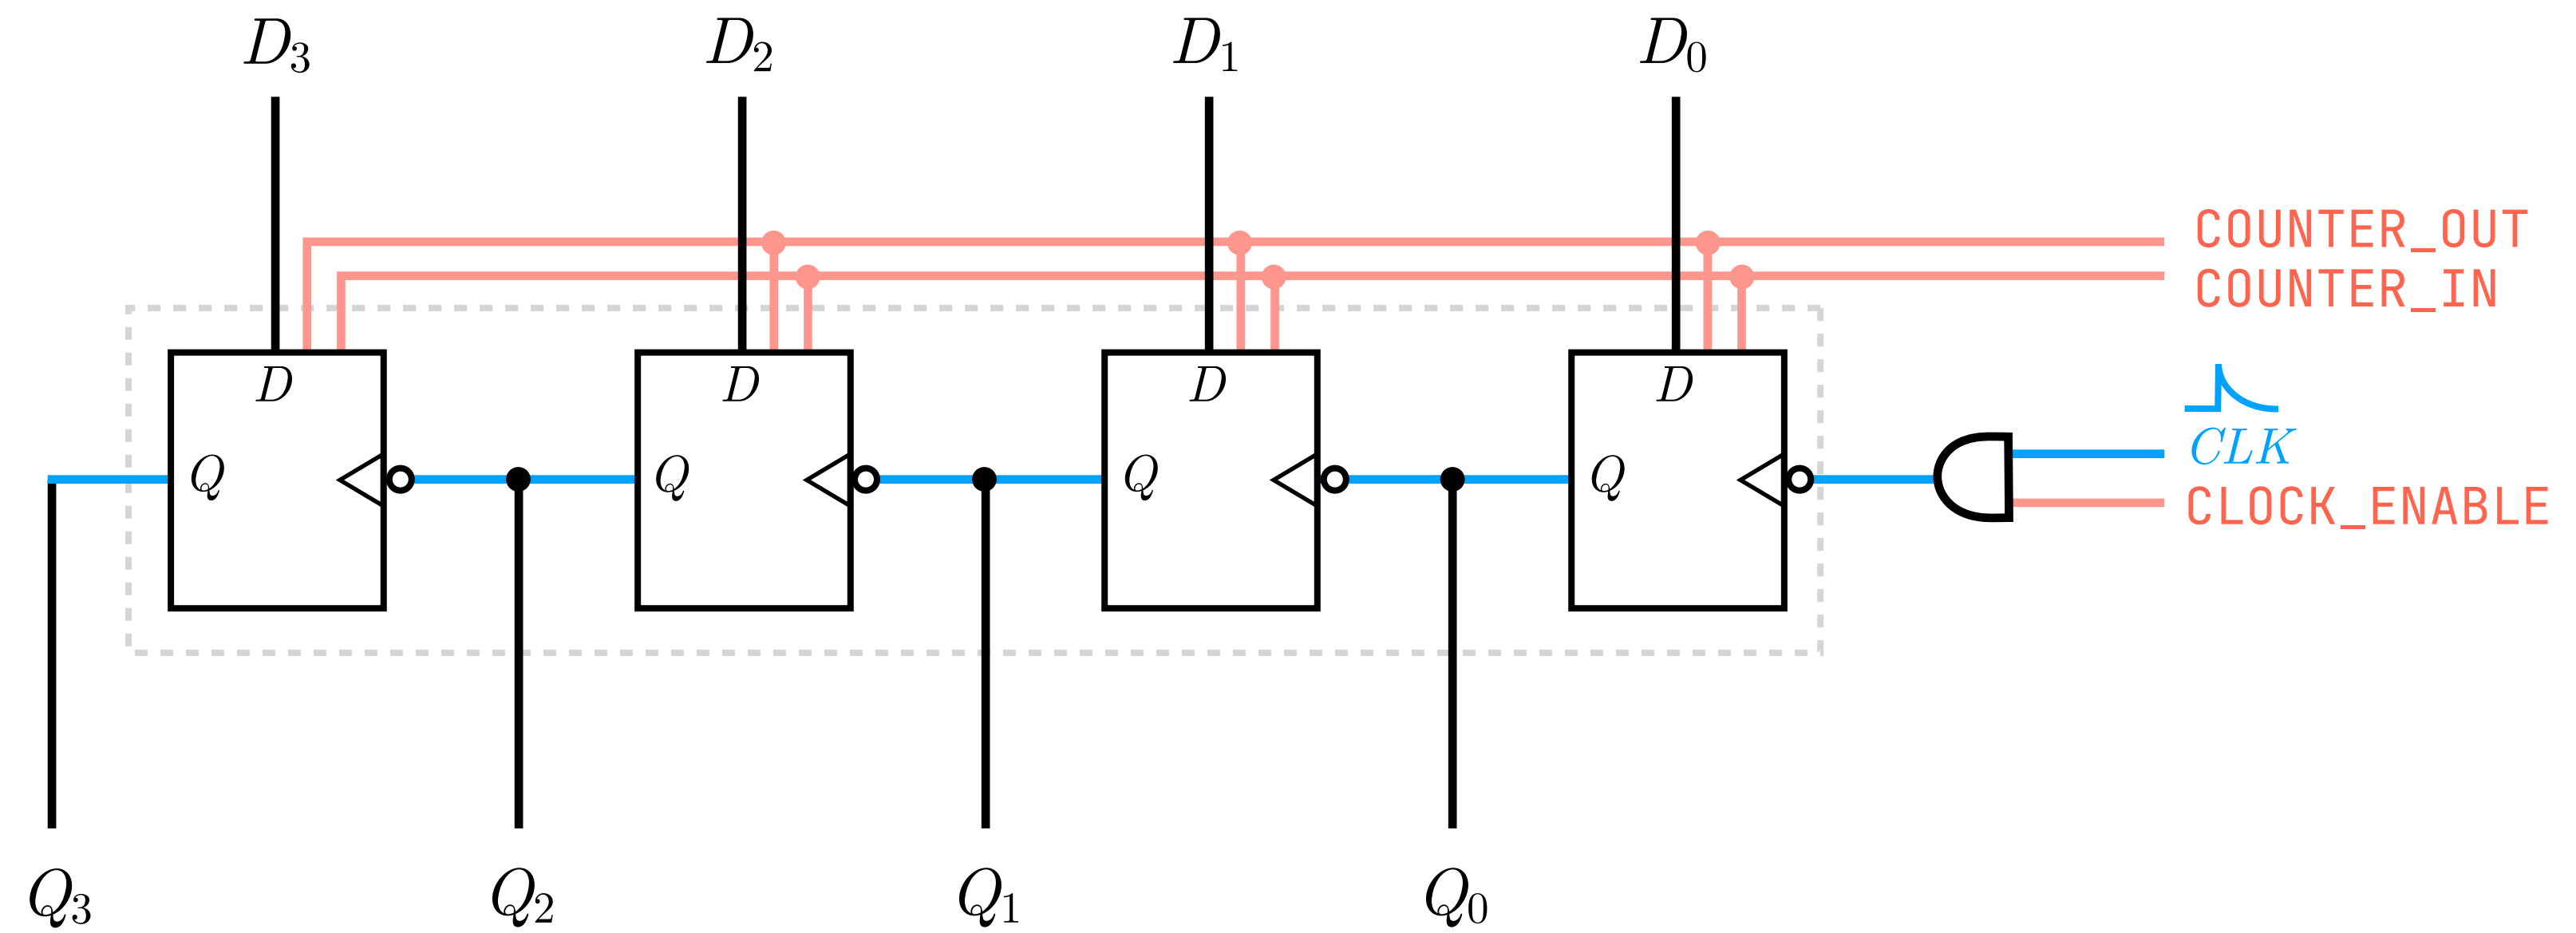 D₃ D₂ D₁ D₀
COUNTER_OUT
COUNTER_IN
D D D D
CLK
Q Q Q Q
CLOCK_ENABLE
Q₃ Q₂ Q₁ Q₀